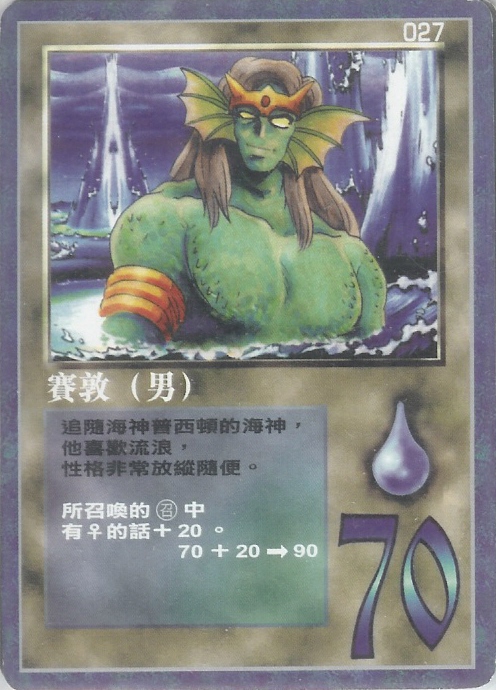 027
賽敦（男）
追隨海神普西頓的海神，
他喜歡流浪，
性格非常放縱隨便。
所召喚的㊁中
有♀的話＋20。
70＋20➡90
70